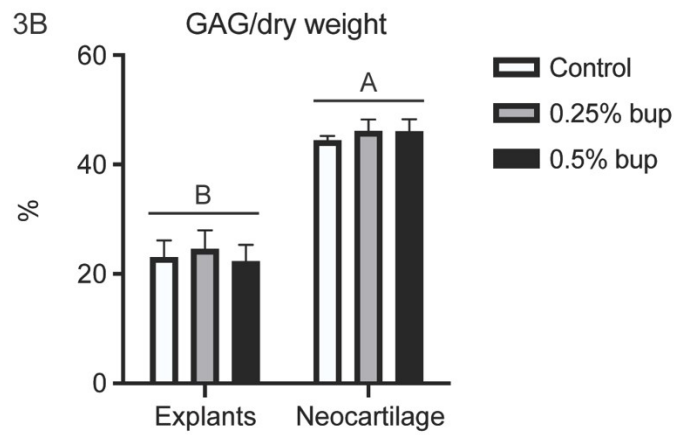 3B
GAG/dry weight
60
40
20
0
%
B
A
Explants
Neocartilage
Control
0.25% bup
0.5% bup